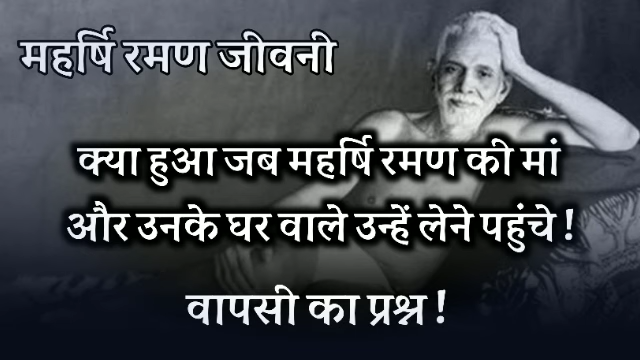 महर्षि रमण जीवनी
क्या हुआ जब महर्षि रमण की मां
और उनके घर वाले उन्हें लेने पहुंचे !
वापसी का प्रश्न !